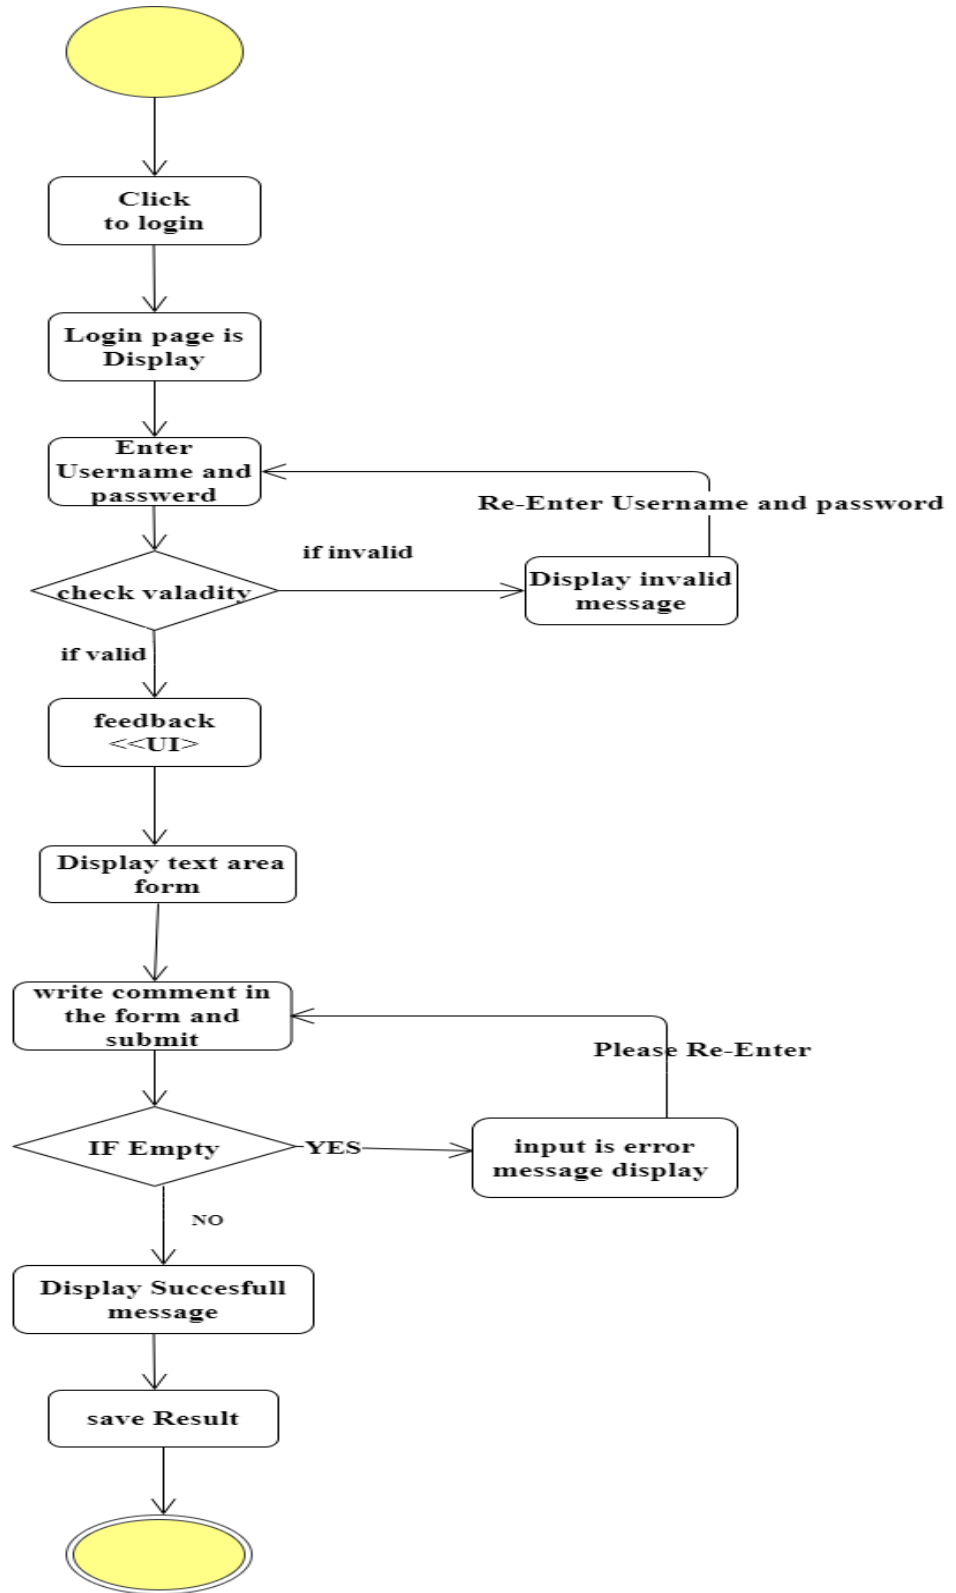 Click
to login
Login page is
Display
Enter
Username and
passwerd
Re-Enter Username and password
if invalid
check valadity
Display invalid
message
if valid
feedback
<<UI>
Display text area
form
write comment in
the form and
submit
Please Re-Enter
IF Empty
YES
input is error
message display
NO
Display Succesfull
message
save Result